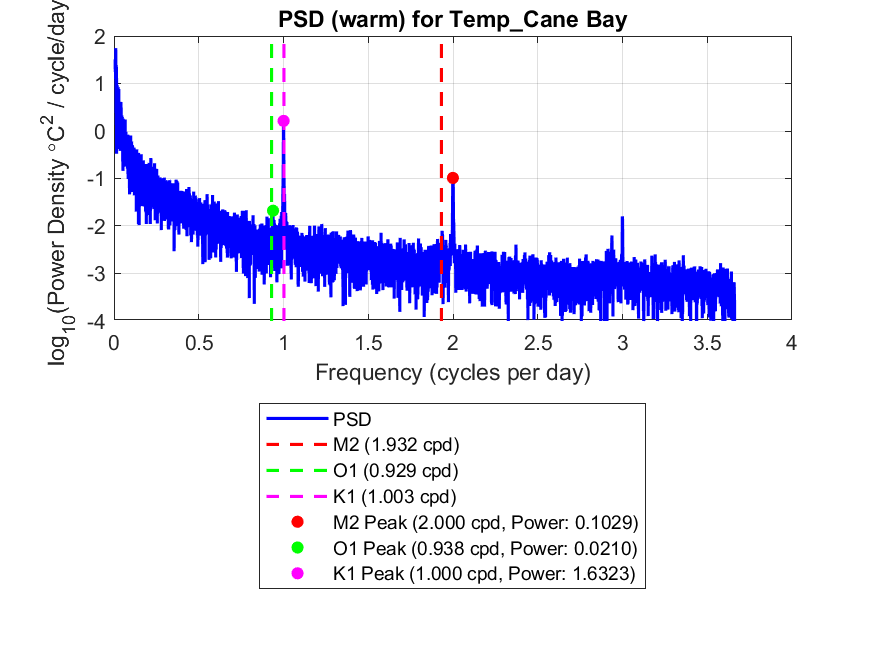 PSD (warm) for Temp_Cane Bay
log10(Power Density °C2 / cycle/day
2
1
0
-1
-2
-3
-4
0 0.5 1 1.5 2 2.5 3 3.5 4
Frequency (cycles per day)
PSD
M2 (1.932 cpd)
O1 (0.929 cpd)
K1 (1.003 cpd)
M2 Peak (2.000 cpd, Power: 0.1029)
O1 Peak (0.938 cpd, Power: 0.0210)
K1 Peak (1.000 cpd, Power: 1.6323)